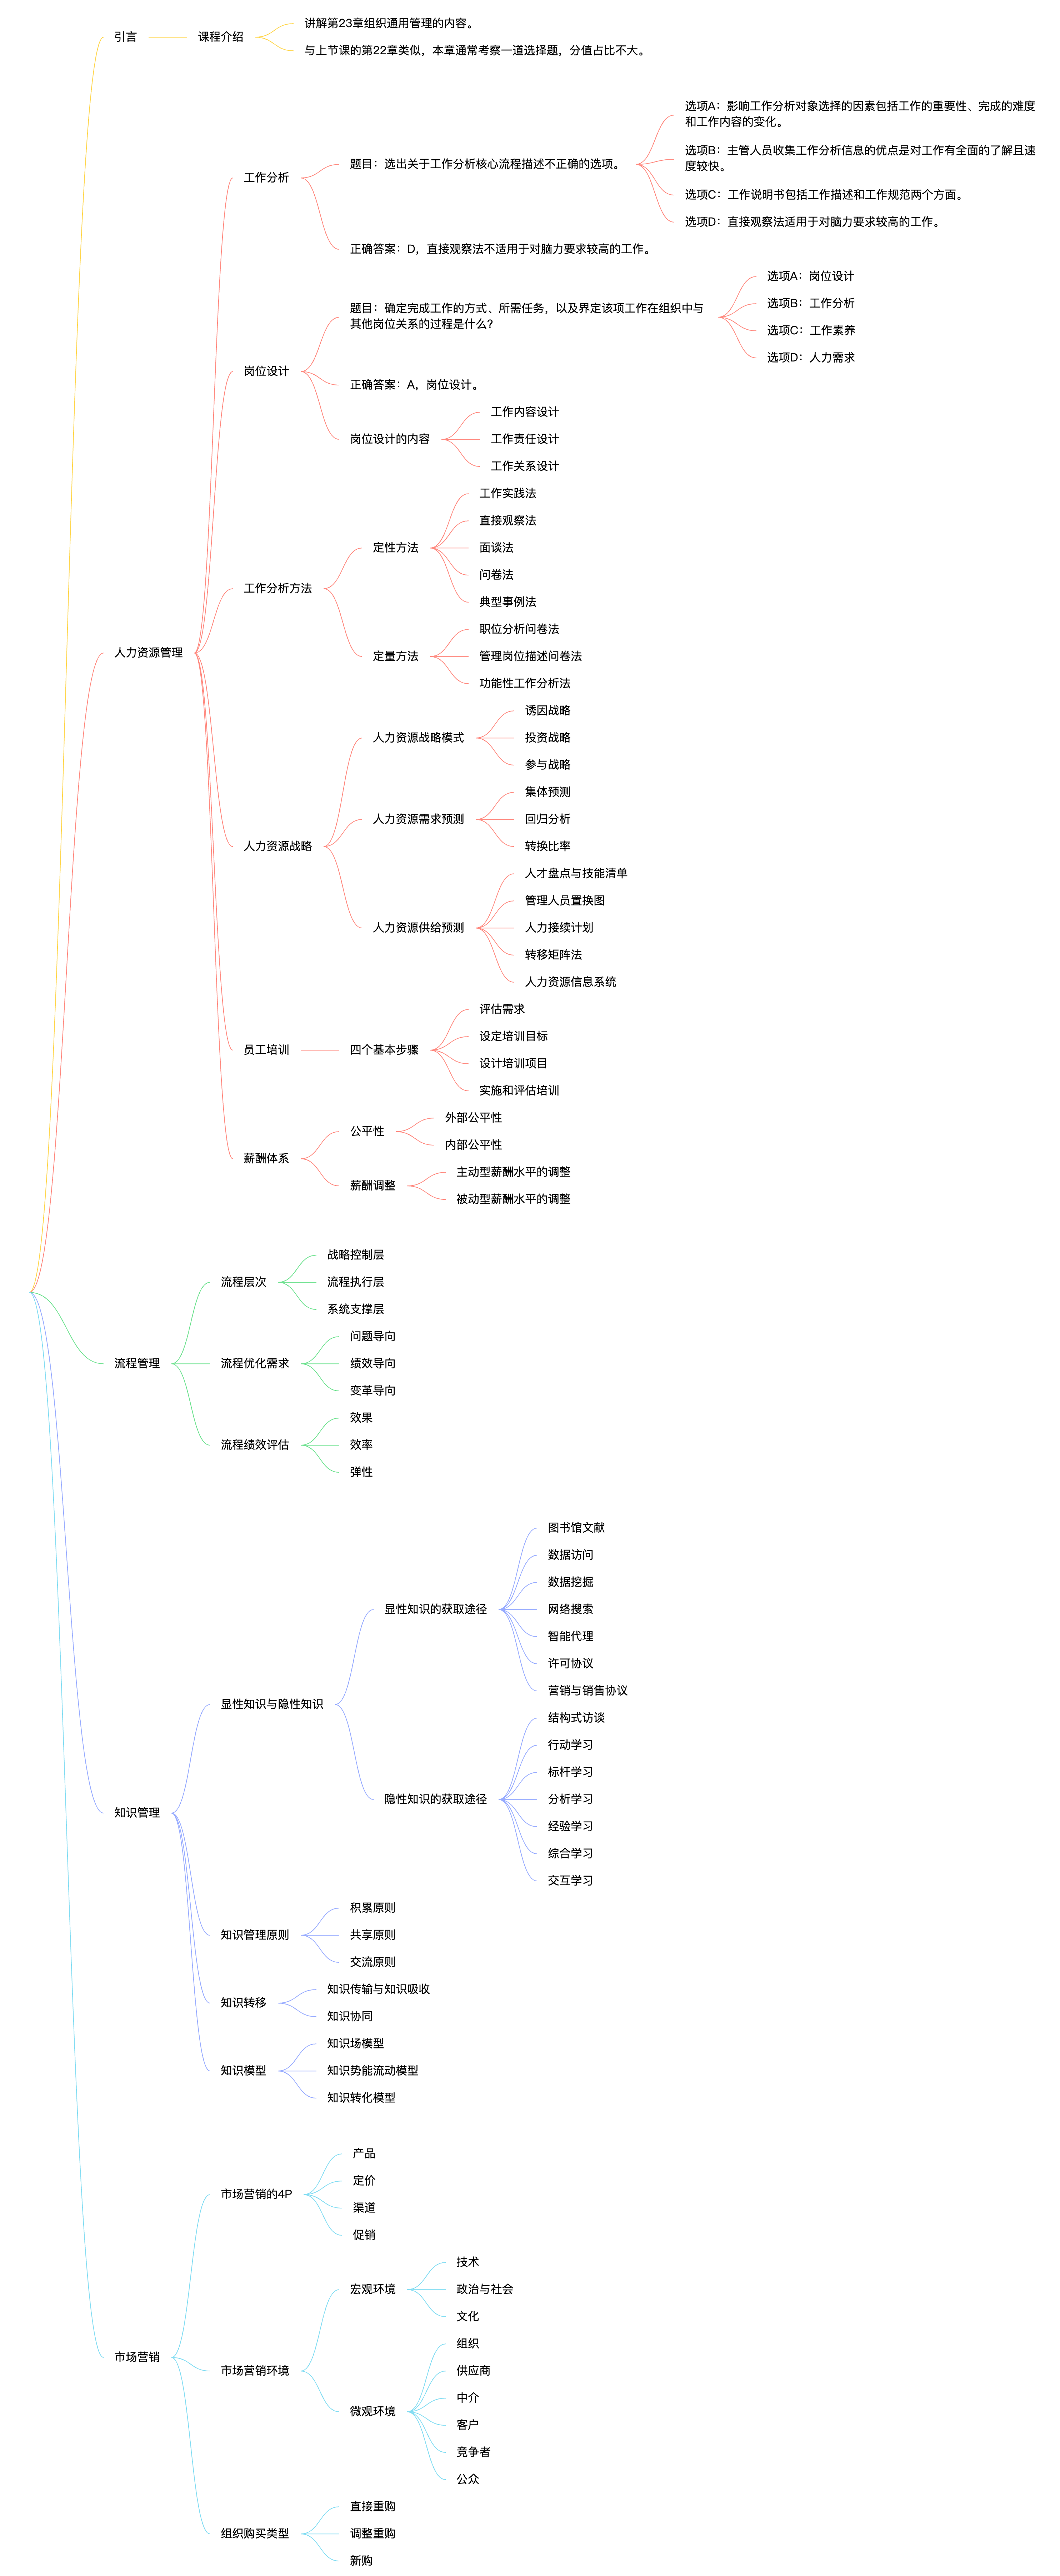 引言
课程介绍
讲解第23章组织通用管理的内容。
与上节课的第22章类似，本章通常考察一道选择题，分值占比不大。
人力资源管理
工作分析
题目：选出关于工作分析核心流程描述不正确的选项。
选项A：影响工作分析对象选择的因素包括工作的重要性、完成的难度
和工作内容的变化。
选项B：主管人员收集工作分析信息的优点是对工作有全面的了解且速
度较快。
选项C：工作说明书包括工作描述和工作规范两个方面。
选项D：直接观察法适用于对脑力要求较高的工作。
正确答案：D，直接观察法不适用于对脑力要求较高的工作。
岗位设计
题目：确定完成工作的方式、所需任务，以及界定该项工作在组织中与
其他岗位关系的过程是什么？
选项A：岗位设计
选项B：工作分析
选项C：工作素养
选项D：人力需求
正确答案：A，岗位设计。
岗位设计的内容
工作内容设计
工作责任设计
工作关系设计
工作分析方法
定性方法
工作实践法
直接观察法
面谈法
问卷法
典型事例法
定量方法
职位分析问卷法
管理岗位描述问卷法
功能性工作分析法
人力资源战略
人力资源战略模式
诱因战略
投资战略
参与战略
人力资源需求预测
集体预测
回归分析
转换比率
人力资源供给预测
人才盘点与技能清单
管理人员置换图
人力接续计划
转移矩阵法
人力资源信息系统
员工培训
四个基本步骤
评估需求
设定培训目标
设计培训项目
实施和评估培训
薪酬体系
公平性
外部公平性
内部公平性
薪酬调整
主动型薪酬水平的调整
被动型薪酬水平的调整
流程管理
流程层次
战略控制层
流程执行层
系统支撑层
流程优化需求
问题导向
绩效导向
变革导向
流程绩效评估
效果
效率
弹性
知识管理
显性知识与隐性知识
显性知识的获取途径
图书馆文献
数据访问
数据挖掘
网络搜索
智能代理
许可协议
营销与销售协议
隐性知识的获取途径
结构式访谈
行动学习
标杆学习
分析学习
经验学习
综合学习
交互学习
知识管理原则
积累原则
共享原则
交流原则
知识转移
知识传输与知识吸收
知识协同
知识模型
知识场模型
知识势能流动模型
知识转化模型
市场营销
市场营销的4P
产品
定价
渠道
促销
市场营销环境
宏观环境
技术
政治与社会
文化
微观环境
组织
供应商
中介
客户
竞争者
公众
组织购买类型
直接重购
调整重购
新购